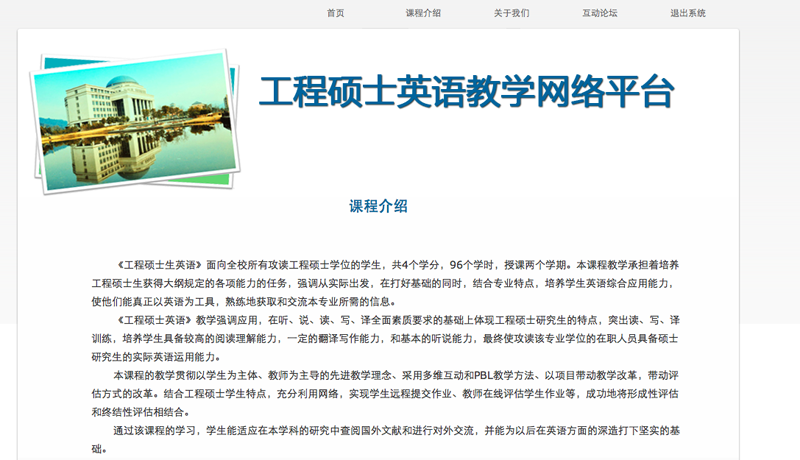 首页 课程介绍 关于我们 互动论坛 退出系统
工程硕士英语教学网络平台
课程介绍
《工程硕士生英语》面向全校所有攻读工程硕士学位的学生，共4个学分，96个学时，授课两个学期。本课程教学承担着培养
工程硕士生获得大纲规定的各项能力的任务，强调从实际出发，在打好基础的同时，结合专业特点，培养学生英语综合应用能力，
使他们能真正以英语为工具，熟练地获取和交流本专业所需的信息。
《工程硕士英语》教学强调应用，在听、说、读、写、译全面素质要求的基础上体现工程硕士研究生的特点，突出读、写、译
训练，培养学生具备较高的阅读理解能力，一定的翻译写作能力，和基本的听说能力，最终使攻读该专业学位的在职人员具备硕士
研究生的实际英语运用能力。
本课程的教学贯彻以学生为主体、教师为主导的先进教学理念、采用多维互动和PBL教学方法、以项目带动教学改革，带动评
估方式的改革。结合工程硕士学生特点，充分利用网络，实现学生远程提交作业、教师在线评估学生作业等，成功地将形成性评估
和终结性评估相结合。
通过该课程的学习，学生能适应在本学科的研究中查阅国外文献和进行对外交流，并能为以后在英语方面的深造打下坚实的基
础。